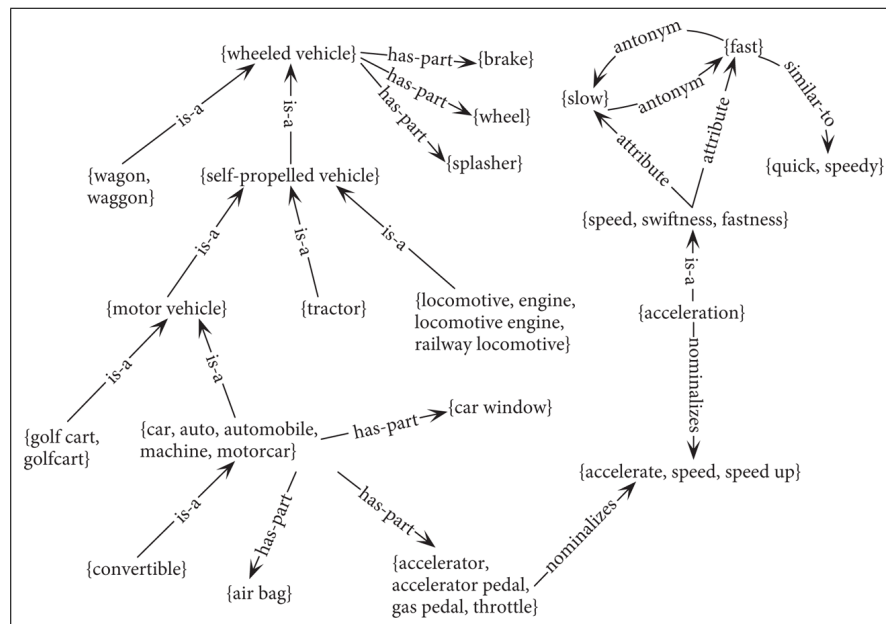 {wheeled vehicle}
has-part
{brake}
has-part
{wheel}
has-part
{splasher}
is-a
is-a
{wagon,
waggon}
{self-propelled vehicle}
is-a
is-a
is-a
{motor vehicle}
{tractor}
{locomotive, engine,
locomotive engine,
railway locomotive}
is-a
is-a
{golf cart,
golfcart}
{car, auto, automobile,
machine, motorcar}
has-part
{car window}
is-a
has-part
has-part
{convertible}
{air bag}
{accelerator,
accelerator pedal,
gas pedal, throttle}
nominalizes
antonym
{fast}
{slow}
antonym
similar-to
{quick, speedy}
attribute
attribute
{speed, swiftness, fastness}
is-a
{acceleration}
nominalizes
{accelerate, speed, speed up}